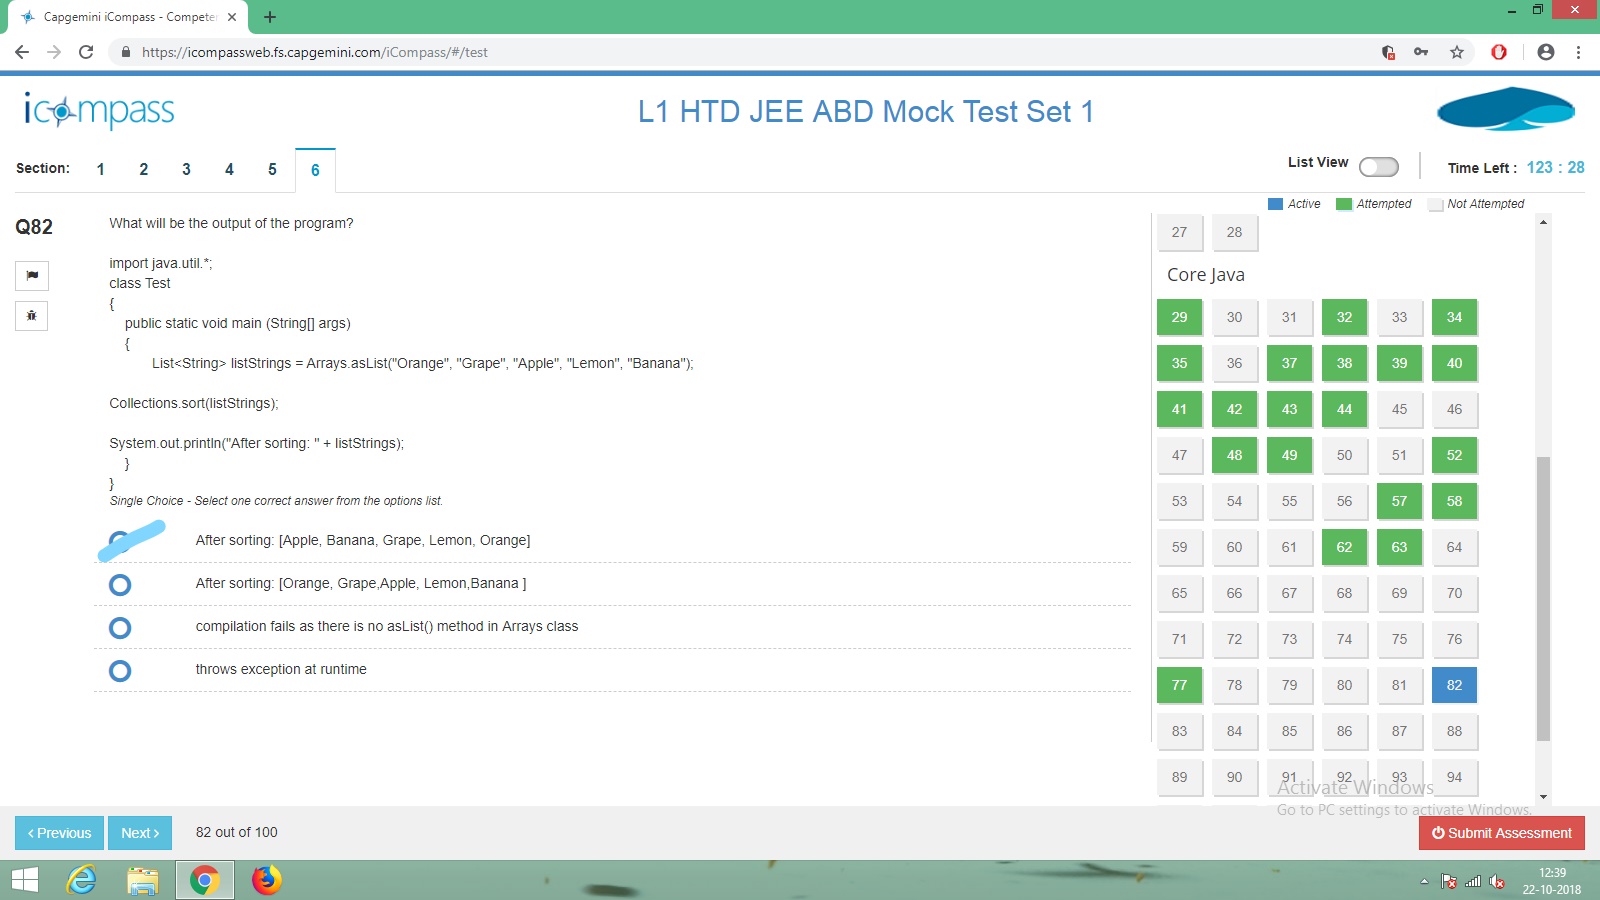 Capgemini iCompass - Competen
https://icompassweb.fs.capgemini.com/iCompass/#/test
icompass
L1 HTD JEE ABD Mock Test Set 1
Section: 1 2 3 4 5 6
List View
Time Left : 123 : 28
Active Attempted Not Attempted
Q82
What will be the output of the program?
import java.util.*;
class Test
{
public static void main (String[] args)
{
List<String> listStrings = Arrays.asList("Orange", "Grape", "Apple", "Lemon", "Banana");
Collections.sort(listStrings);
System.out.println("After sorting: " + listStrings);
}
}
Single Choice - Select one correct answer from the options list.
After sorting: [Apple, Banana, Grape, Lemon, Orange]
After sorting: [Orange, Grape,Apple, Lemon,Banana ]
compilation fails as there is no asList() method in Arrays class
throws exception at runtime
27 28
Core Java
29 30 31 32 33 34
35 36 37 38 39 40
41 42 43 44 45 46
47 48 49 50 51 52
53 54 55 56 57 58
59 60 61 62 63 64
65 66 67 68 69 70
71 72 73 74 75 76
77 78 79 80 81 82
83 84 85 86 87 88
89 90 91 92 93 94
Activate Windows
Go to PC settings to activate Windows.
Previous Next 82 out of 100
Submit Assessment
12:39
22-10-2018